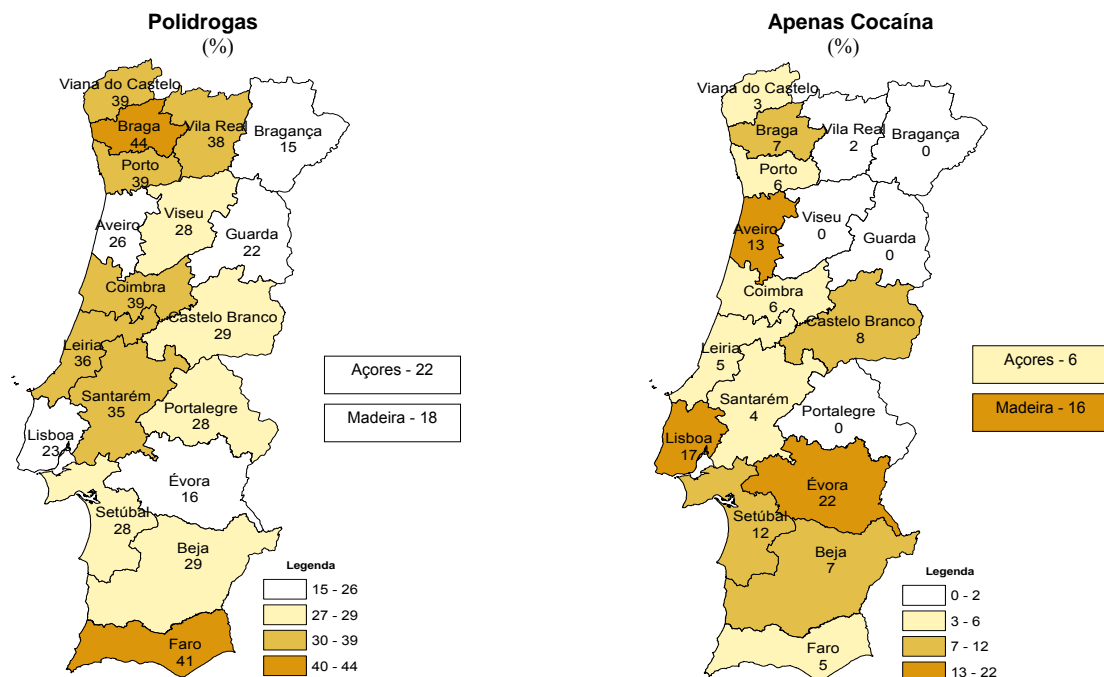 Polidrogas
(%)
Viana do Castelo
39
Braga
44
Vila Real
38
Bragança
15
Porto
39
Aveiro
26
Viseu
28
Guarda
22
Coimbra
39
Castelo Branco
29
Leiria
36
Santarém
35
Portalegre
28
Lisboa
23
Évora
16
Setúbal
28
Beja
29
Faro
41
Açores - 22
Madeira - 18
Legenda
15 - 26
27 - 29
30 - 39
40 - 44
Apenas Cocaína
(%)
Viana do Castelo
3
Braga
7
Vila Real
2
Bragança
0
Porto
6
Aveiro
13
Viseu
0
Guarda
0
Coimbra
6
Castelo Branco
8
Leiria
5
Santarém
4
Portalegre
0
Lisboa
17
Évora
22
Setúbal
12
Beja
7
Faro
5
Açores - 6
Madeira - 16
Legenda
0 - 2
3 - 6
7 - 12
13 - 22